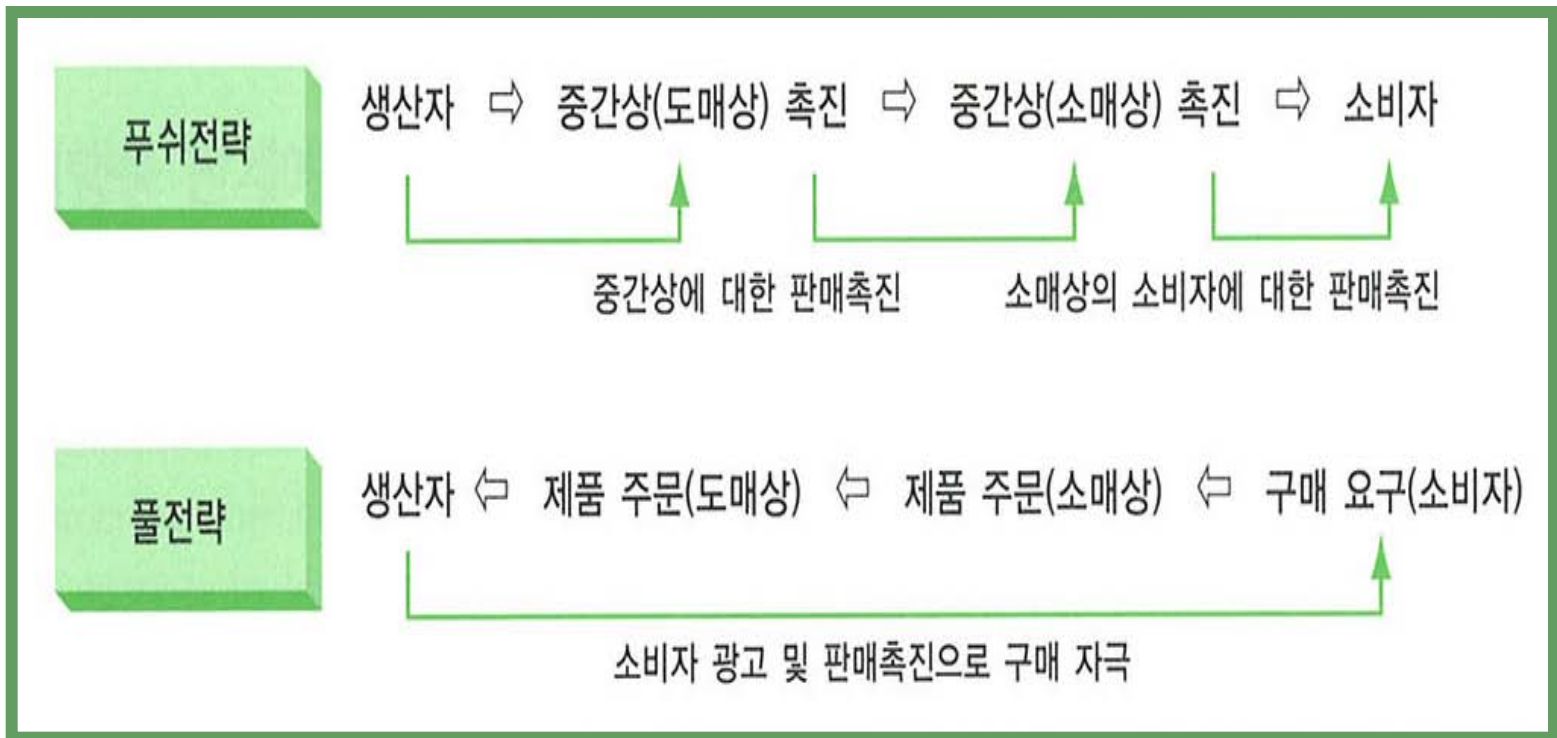 푸쉬전략
생산자 ⇨ 중간상(도매상) 촉진 ⇨ 중간상(소매상) 촉진 ⇨ 소비자
중간상에 대한 판매촉진 소매상의 소비자에 대한 판매촉진
풀전략
생산자 ⇦ 제품 주문(도매상) ⇦ 제품 주문(소매상) ⇦ 구매 요구(소비자)
소비자 광고 및 판매촉진으로 구매 자극